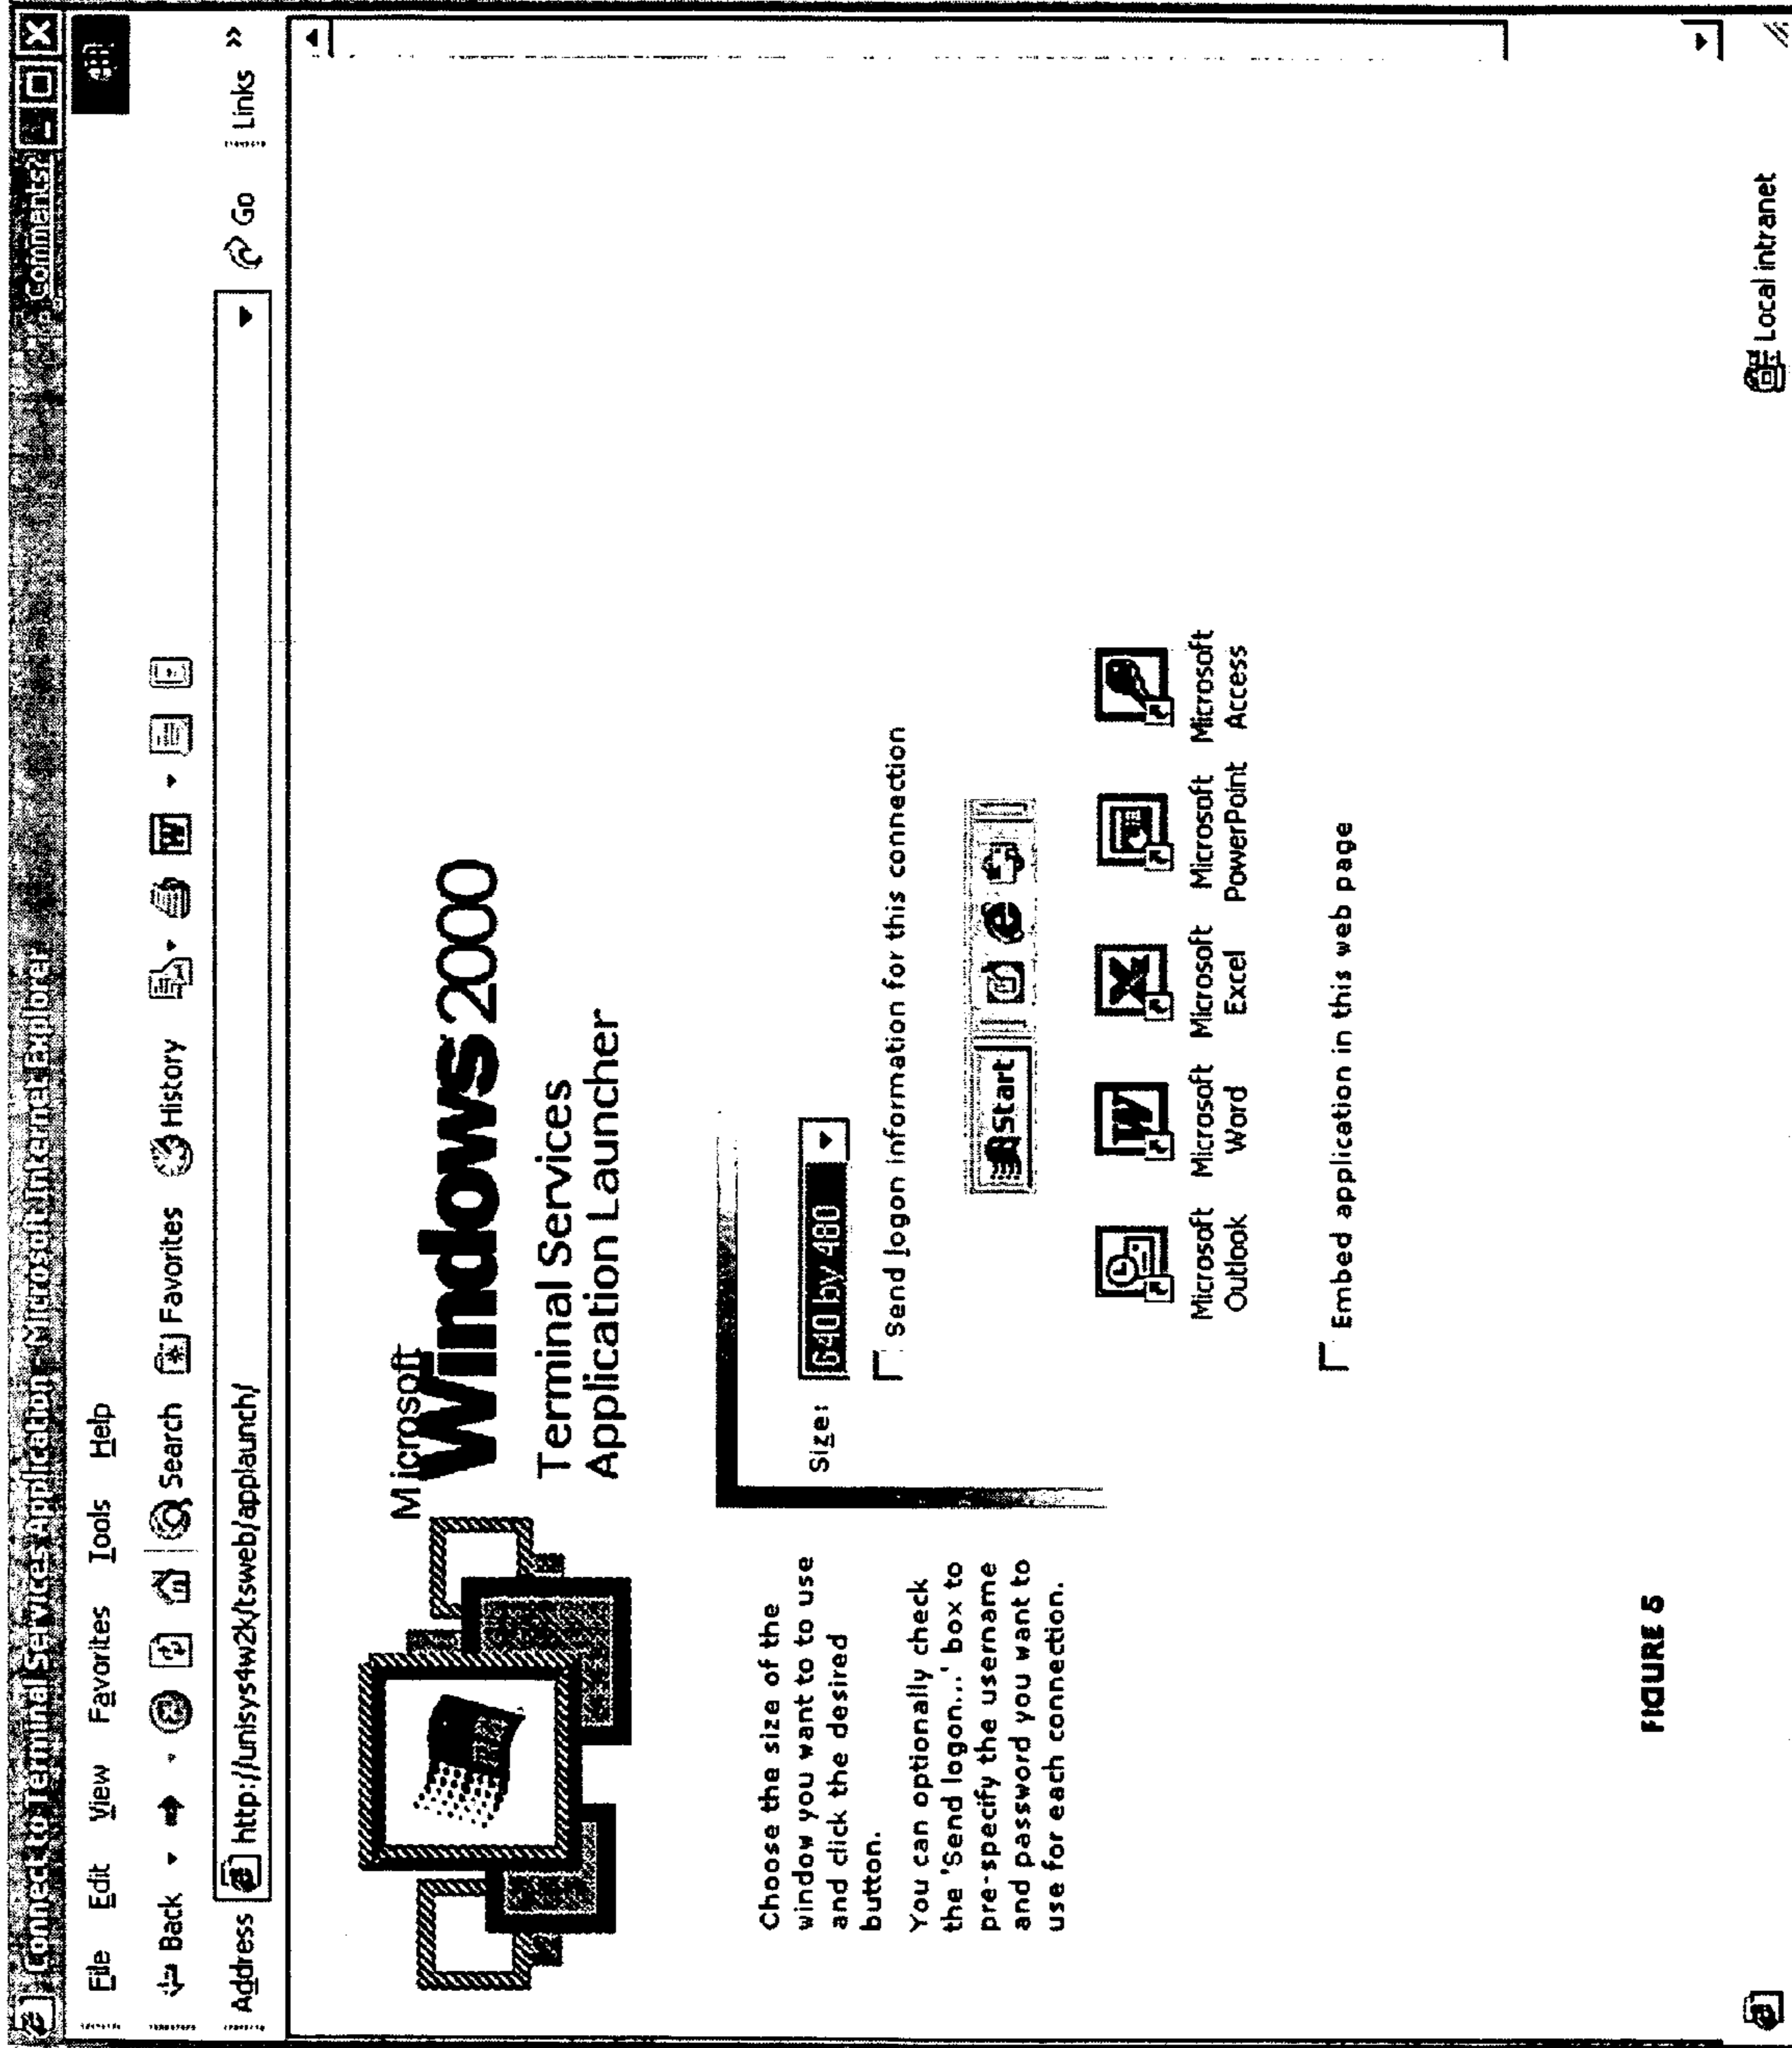 Connect to Terminal Services Application - Microsoft Internet Explorer
Comments?
File Edit View Favorites Tools Help
Back Search Favorites History
Address http://unisys4w2k/tsweb/applaunch/ Go Links »
Microsoft
Windows 2000
Terminal Services
Application Launcher
Choose the size of the
window you want to use
and click the desired
button.
You can optionally check
the 'Send logon...' box to
pre-specify the username
and password you want to
use for each connection.
Size: 640 by 480
Send logon information for this connection
Start
Microsoft Outlook
Microsoft Word
Microsoft Excel
Microsoft PowerPoint
Microsoft Access
Embed application in this web page
FIGURE 5
Local intranet